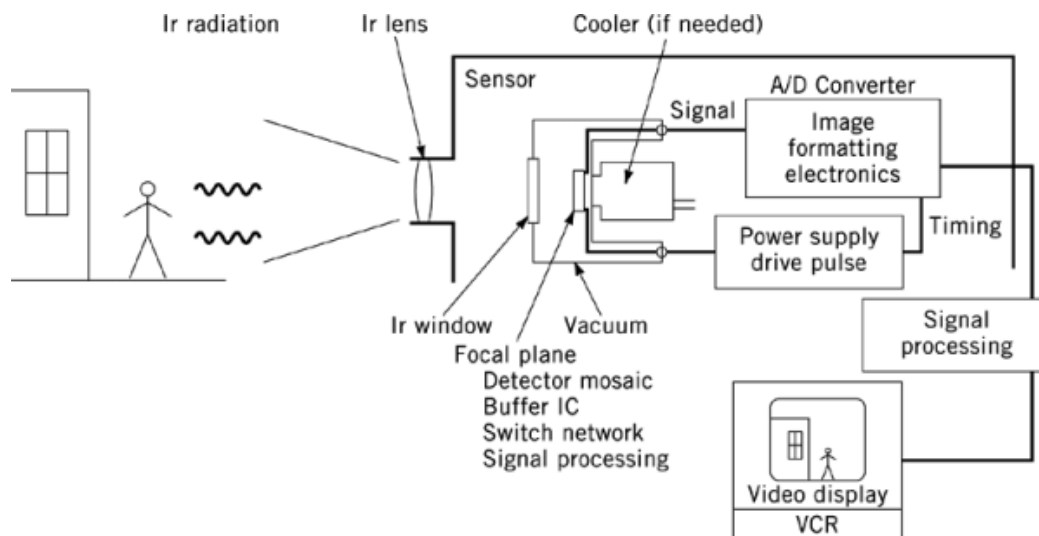 Ir radiation
Ir lens
Cooler (if needed)
Sensor
A/D Converter
Signal
Image
formatting
electronics
Timing
Power supply
drive pulse
Ir window
Vacuum
Signal
processing
Focal plane
Detector mosaic
Buffer IC
Switch network
Signal processing
Video display
VCR